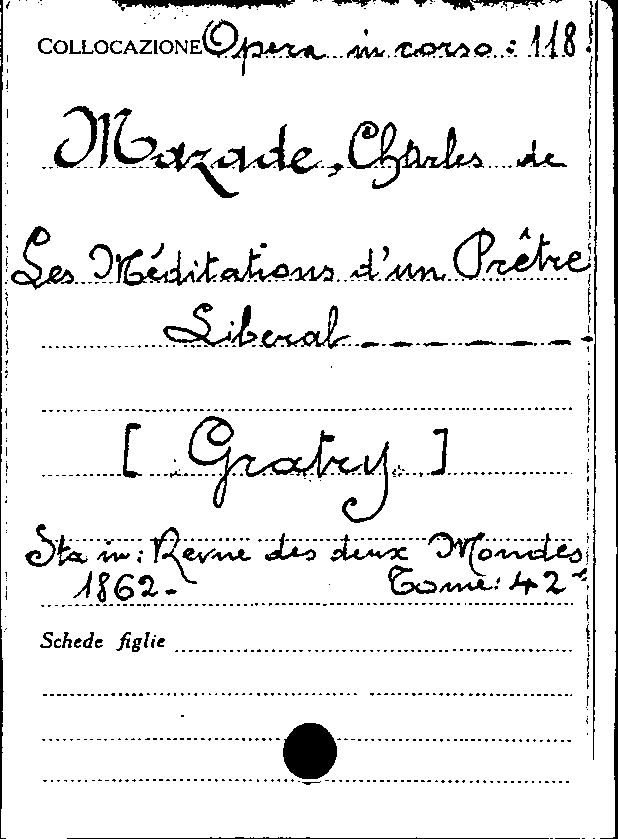 COLLOCAZIONE Opera in corso: 118.
Mazade, Charles de
Les Méditations d'un Prêtre
Liberal _ _ _ _ _ _ _
[ Gratry. ]
Sta in: Revue des deux Mondes
1862. Tome: 42
Schede figlie